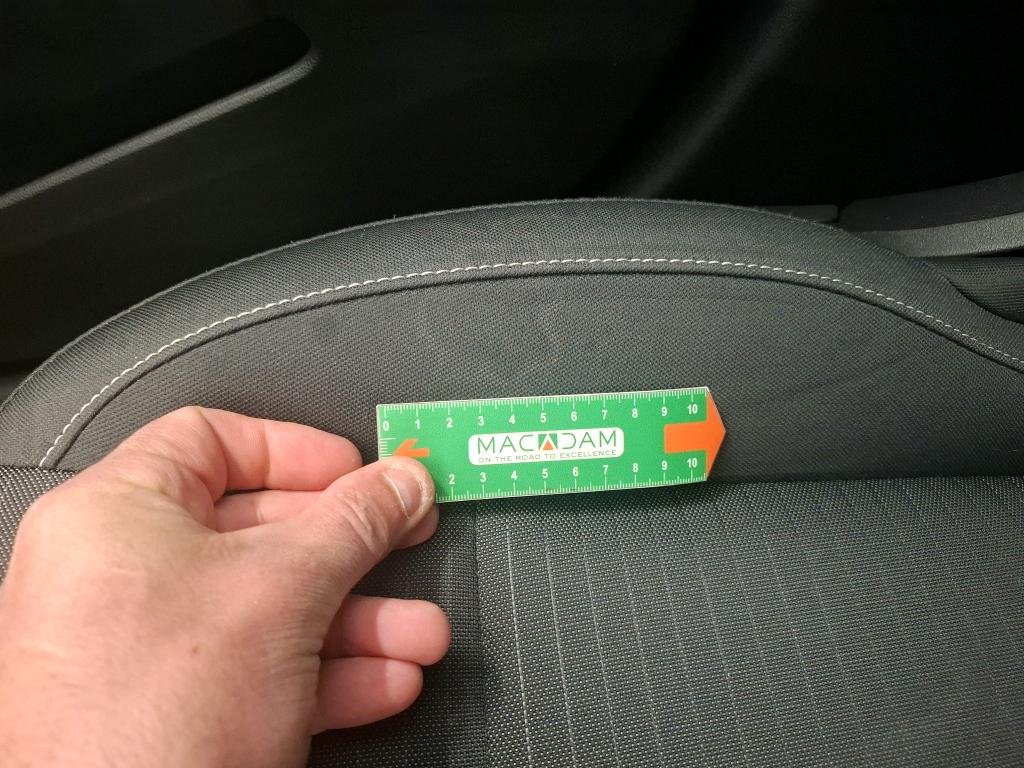 0 1 2 3 4 5 6 7 8 9 10
MACADAM
ON THE ROAD TO EXCELLENCE
2 3 4 5 6 7 8 9 10